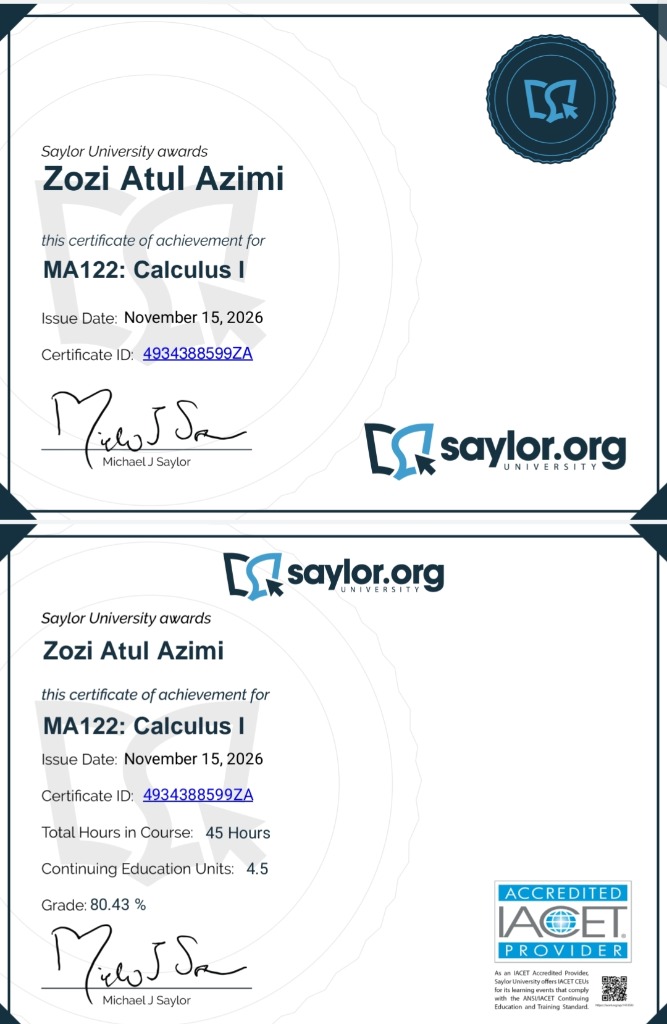 Saylor University awards
Zozi Atul Azimi
this certificate of achievement for
MA122: Calculus I
Issue Date: November 15, 2026
Certificate ID: 4934388599ZA
Michael J Saylor
saylor.org
UNIVERSITY
saylor.org
UNIVERSITY
Saylor University awards
Zozi Atul Azimi
this certificate of achievement for
MA122: Calculus I
Issue Date: November 15, 2026
Certificate ID: 4934388599ZA
Total Hours in Course: 45 Hours
Continuing Education Units: 4.5
Grade: 80.43 %
Michael J Saylor
ACCREDITED
IACET®
PROVIDER
As an IACET Accredited Provider,
Saylor University offers IACET CEUs
for its learning events that comply
with the ANSI/IACET Continuing
Education and Training Standard.